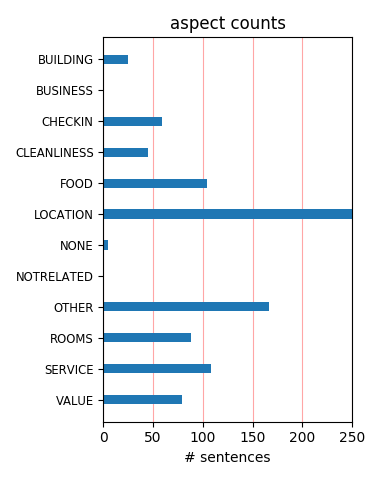 aspect counts
BUILDING
BUSINESS
CHECKIN
CLEANLINESS
FOOD
LOCATION
NONE
NOTRELATED
OTHER
ROOMS
SERVICE
VALUE
0 50 100 150 200 250
# sentences